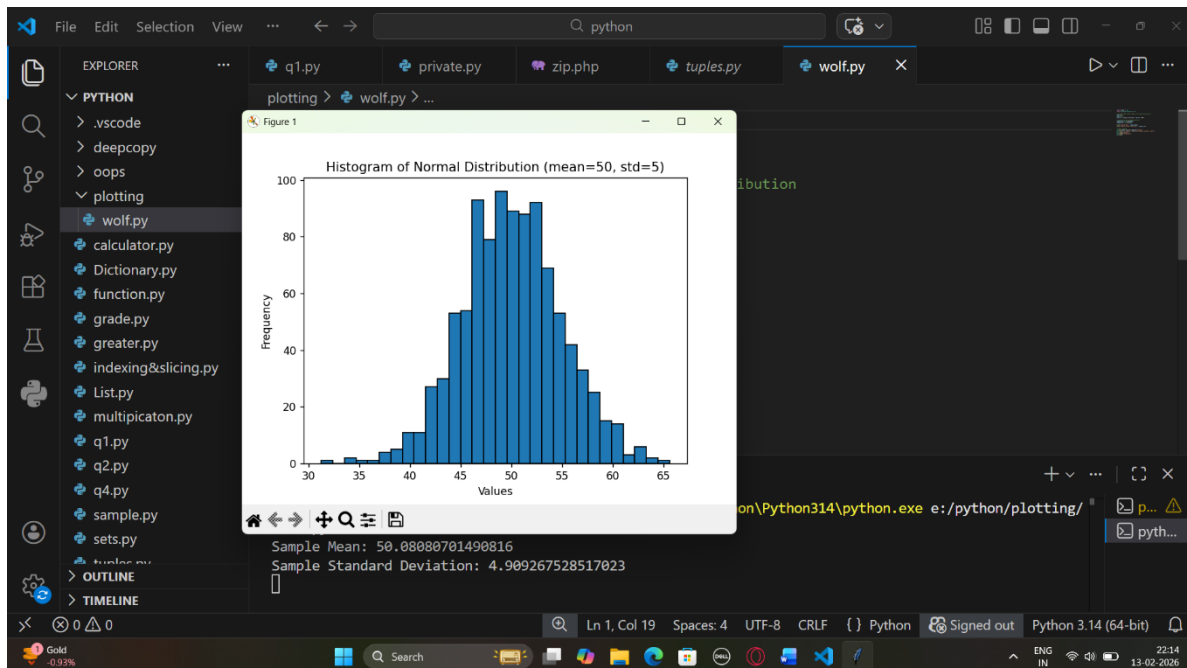 File Edit Selection View ··· python
EXPLORER ···
q1.py private.py zip.php tuples.py wolf.py
PYTHON
plotting > wolf.py > ...
.vscode
deepcopy
oops
plotting
wolf.py
calculator.py
Dictionary.py
function.py
grade.py
greater.py
indexing&slicing.py
List.py
multipicaton.py
q1.py
q2.py
q4.py
sample.py
sets.py
tuples.py
OUTLINE
TIMELINE
ibution
Figure 1
Histogram of Normal Distribution (mean=50, std=5)
100
80
60
40
20
0
Frequency
30 35 40 45 50 55 60 65
Values
on\Python314\python.exe e:/python/plotting/
Sample Mean: 50.08080701490816
Sample Standard Deviation: 4.909267528517023
p...
pyth...
0 0 Ln 1, Col 19 Spaces: 4 UTF-8 CRLF { } Python Signed out Python 3.14 (64-bit)
1
Gold
-0.93%
Search
DELL
ENG
IN
22:14
13-02-2026